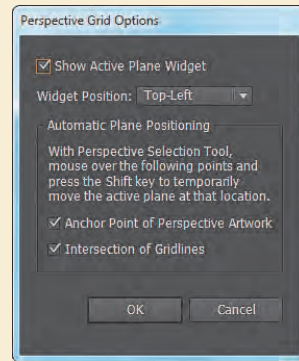 Perspective Grid Options
Show Active Plane Widget
Widget Position: Top-Left
Automatic Plane Positioning
With Perspective Selection Tool,
mouse over the following points and
press the Shift key to temporarily
move the active plane at that location.
Anchor Point of Perspective Artwork
Intersection of Gridlines
OK Cancel